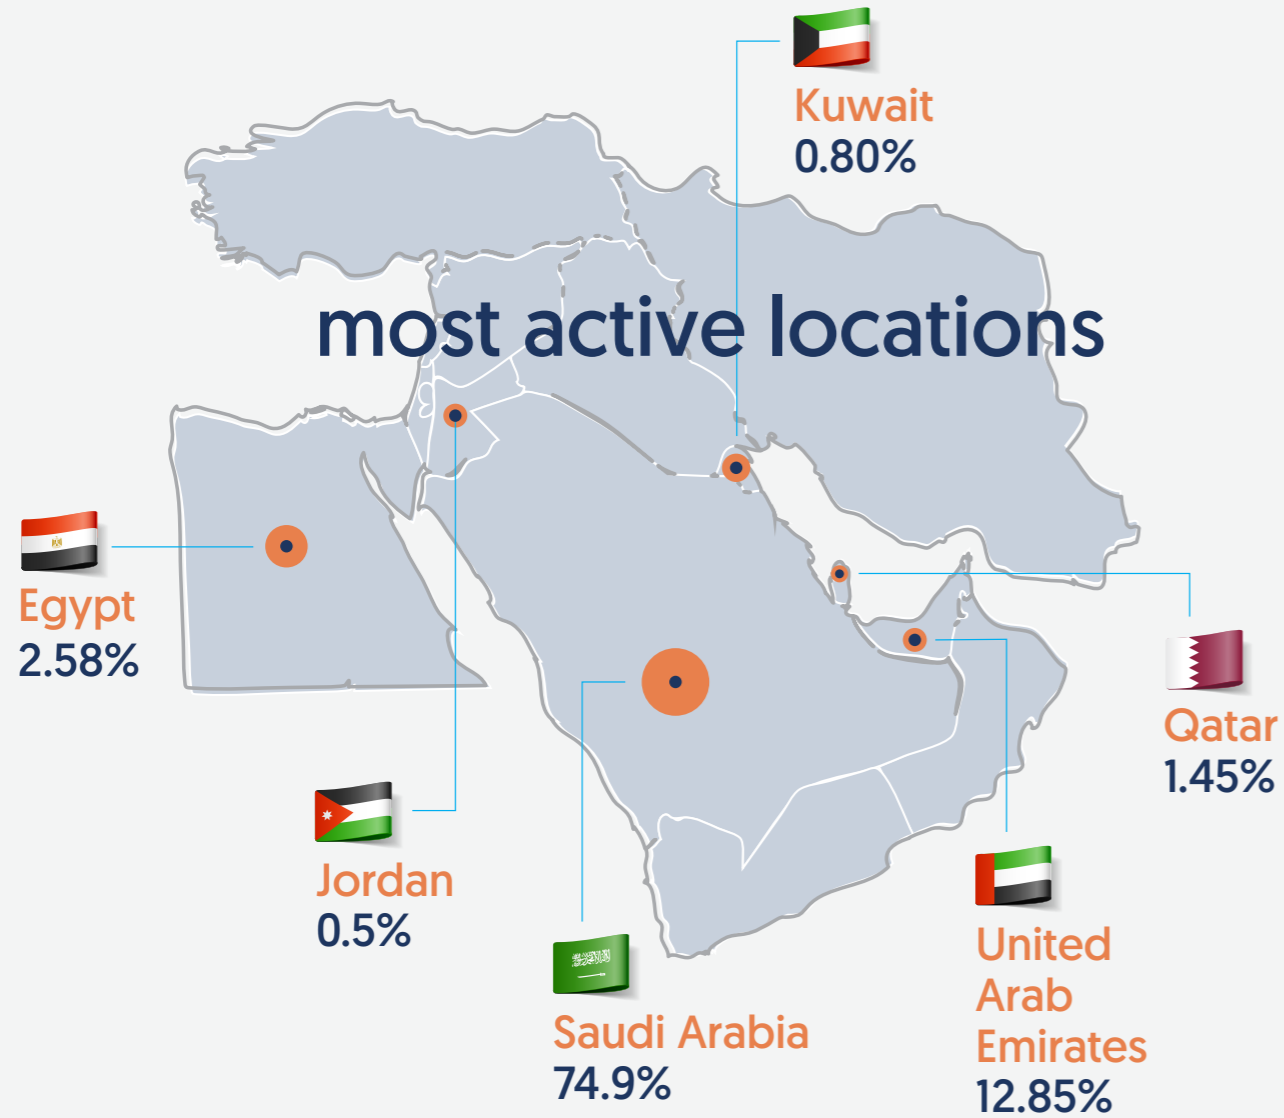 Kuwait
0.80%
most active locations
Egypt
2.58%
Qatar
1.45%
Jordan
0.5%
United
Arab
Emirates
12.85%
Saudi Arabia
74.9%